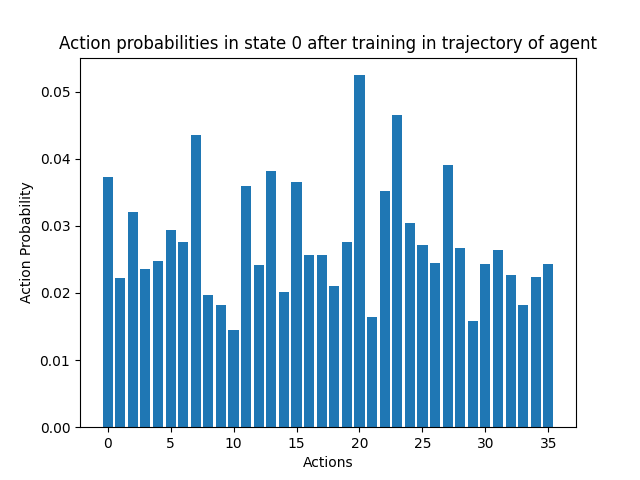 Action probabilities in state 0 after training in trajectory of agent
0.05
0.04
0.03
0.02
0.01
0.00
Action Probability
0 5 10 15 20 25 30 35
Actions